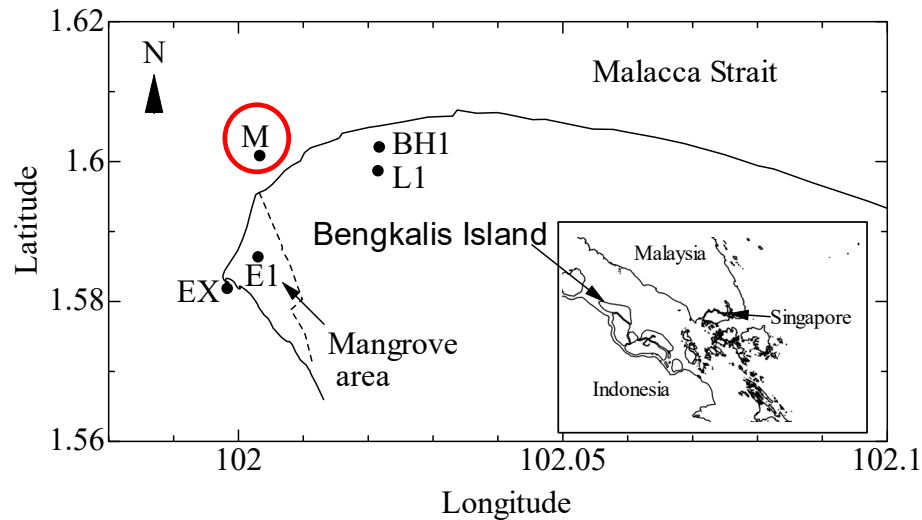 1.62
N
Malacca Strait
M
BH1
1.60
L1
Latitude
Bengkalis Island
Malaysia
E1
EX
1.58
Singapore
Mangrove
area
Indonesia
1.56
102
102.05
102.1
Longitude